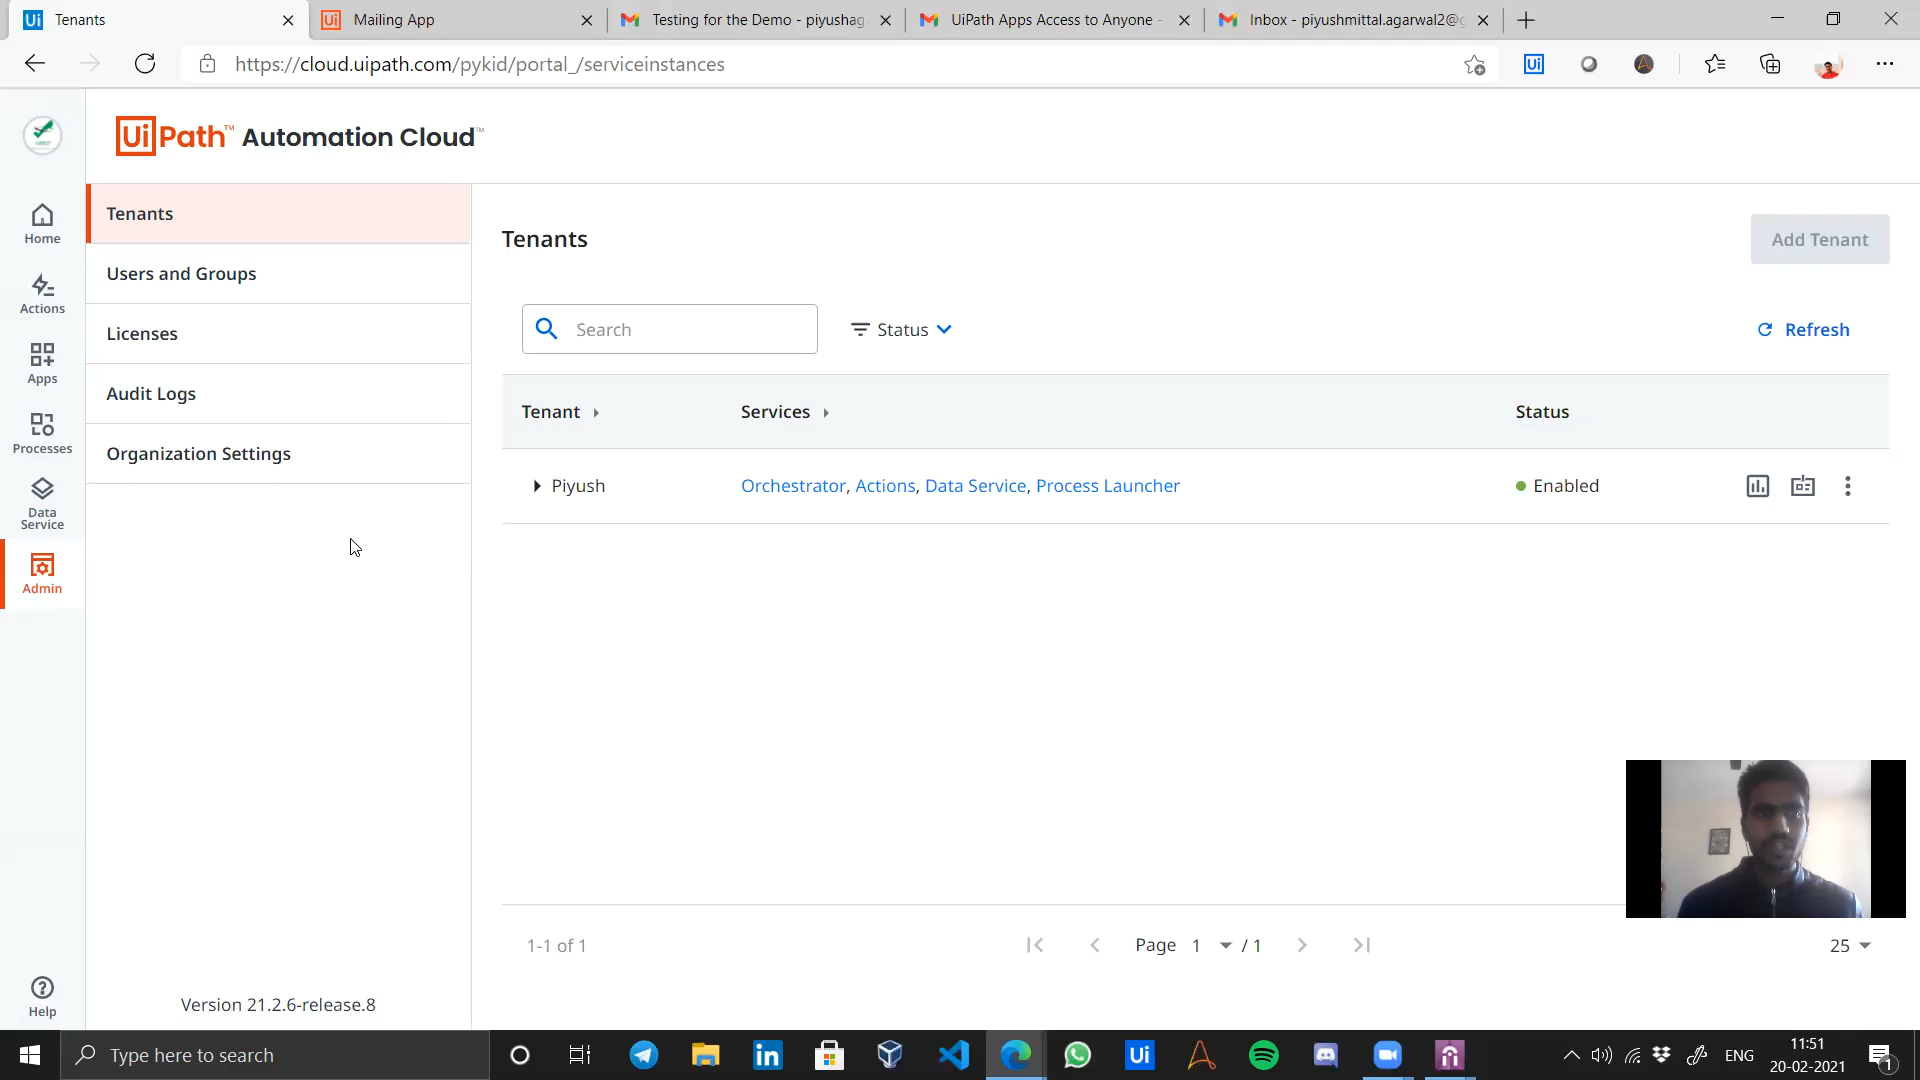 Tenants
Mailing App
Testing for the Demo - piyushag
UiPath Apps Access to Anyone -
Inbox - piyushmittal.agarwal2@g
https://cloud.uipath.com/pykid/portal_/serviceinstances
UiPath™ Automation Cloud™
Home
Actions
Apps
Processes
Data
Service
Admin
Help
Tenants
Users and Groups
Licenses
Audit Logs
Organization Settings
Version 21.2.6-release.8
Tenants
Add Tenant
Search
Status
Refresh
Tenant Services Status
Piyush Orchestrator, Actions, Data Service, Process Launcher Enabled
1-1 of 1
Page 1 / 1
25
Type here to search
ENG
11:51
20-02-2021
1